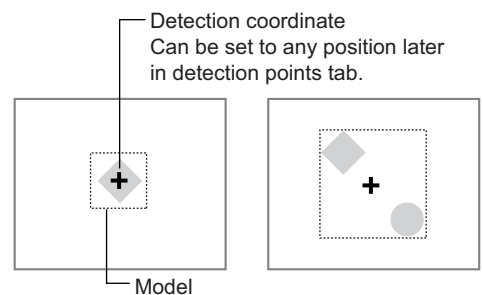 Detection coordinate
Can be set to any position later
in detection points tab.
Model